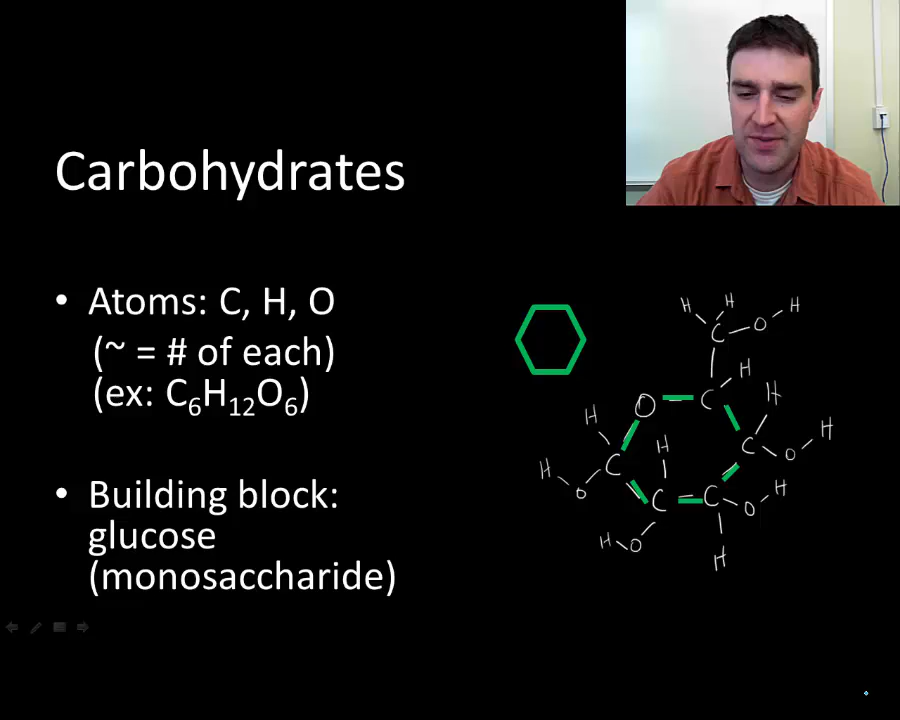 Carbohydrates
• Atoms: C, H, O
(~ = # of each)
(ex: C₆H₁₂O₆)
• Building block:
glucose
(monosaccharide)
H H H
C O
H
O C H
H
H C O H
C
H O C C O H
H O H